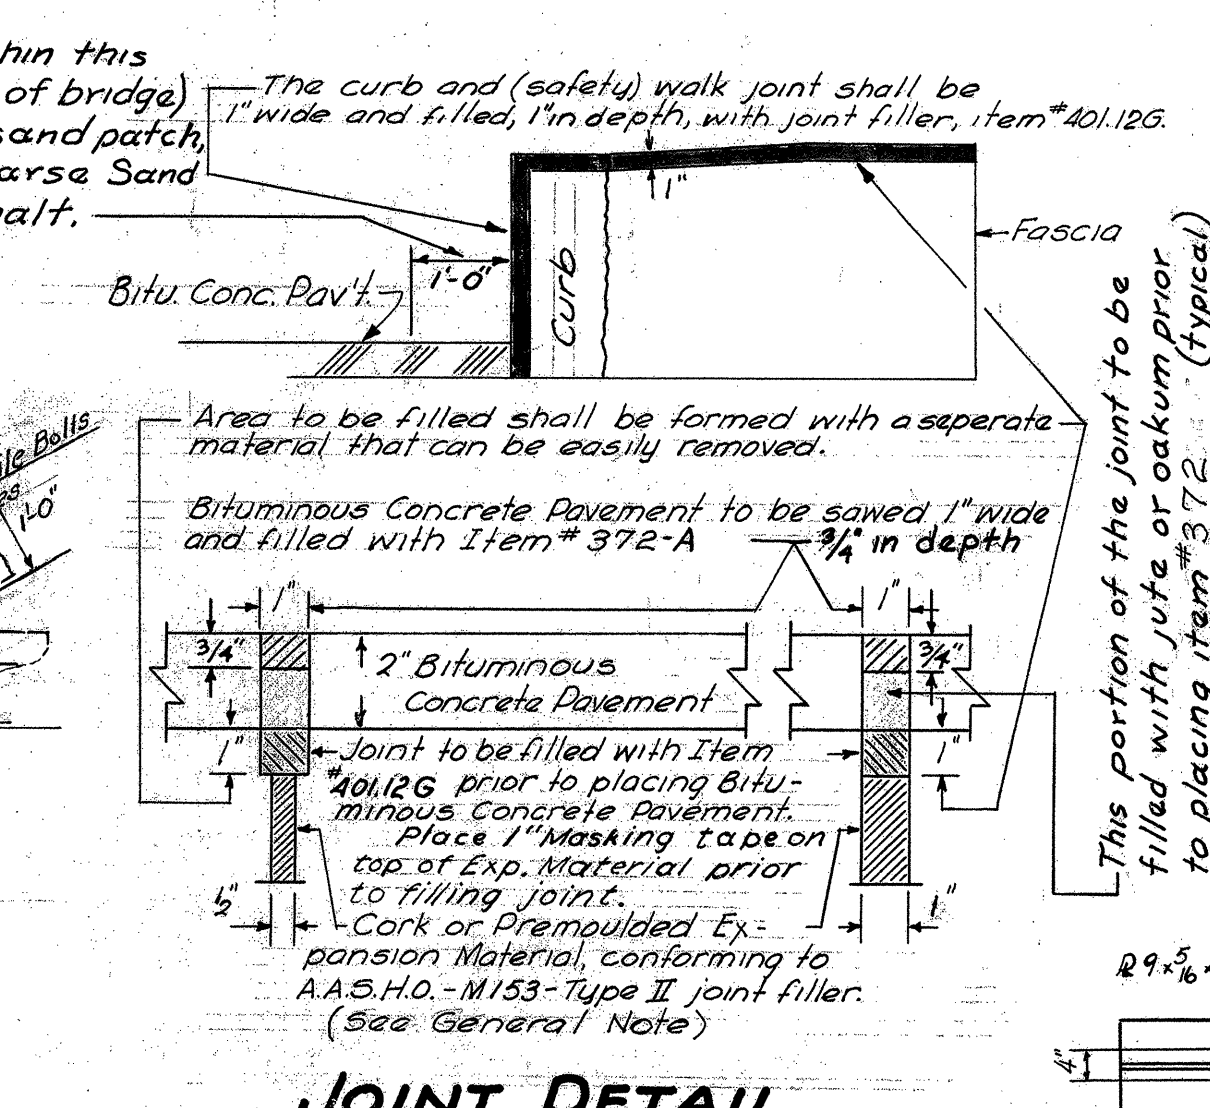 this
of bridge)
sand patch,
Sand
The curb and (safety) walk joint shall be
1" wide and filled, 1" in depth, with joint filler, item #401.12G.
1"
Fascia
1'-0"
Curb
Bitu. Conc. Pav't.
Bolts
1'-0"
Area to be filled shall be formed with a seperate
material that can be easily removed.
Bituminous Concrete Pavement to be sawed 1" wide
and filled with Item # 372-A 3/4" in depth
1"
1"
3/4"
3/4"
2" Bituminous
Concrete Pavement
1"
1"
Joint to be filled with Item
#401.12G prior to placing Bitu-
minous Concrete Pavement.
Place 1" Masking tape on
top of Exp. Material prior
to filling joint.
1/2"
1"
Cork or Premoulded Ex-
pansion Material, conforming to
A.A.S.H.O. - M153 - Type II joint filler.
(See General Note)
This portion of the joint to be
filled with jute or oakum prior
to placing item #372 (typical)
9 x 5/16 x
4"
JOINT DETAIL